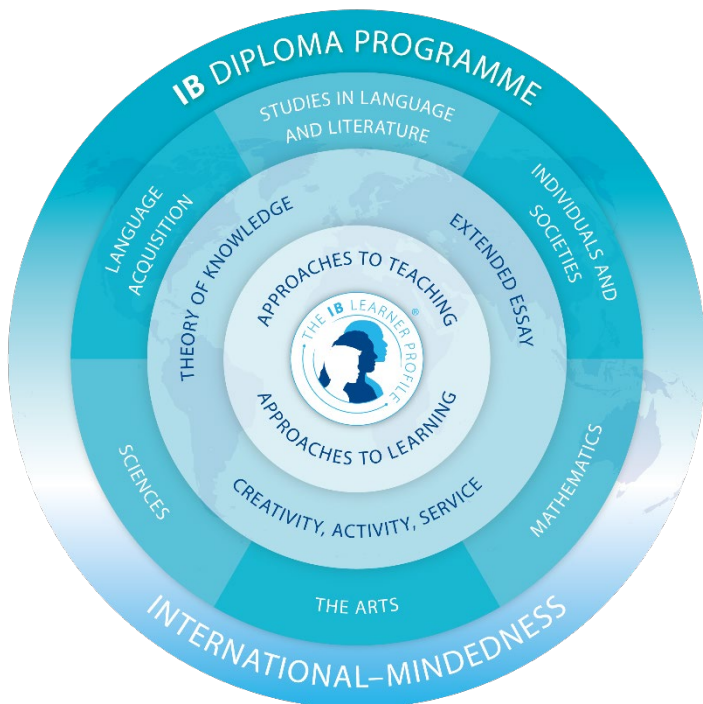 IB DIPLOMA PROGRAMME
STUDIES IN LANGUAGE
AND LITERATURE
LANGUAGE
ACQUISITION
INDIVIDUALS AND
SOCIETIES
THEORY OF KNOWLEDGE
EXTENDED ESSAY
APPROACHES TO TEACHING
THE IB LEARNER PROFILE ®
APPROACHES TO LEARNING
CREATIVITY, ACTIVITY, SERVICE
SCIENCES
MATHEMATICS
THE ARTS
INTERNATIONAL–MINDEDNESS